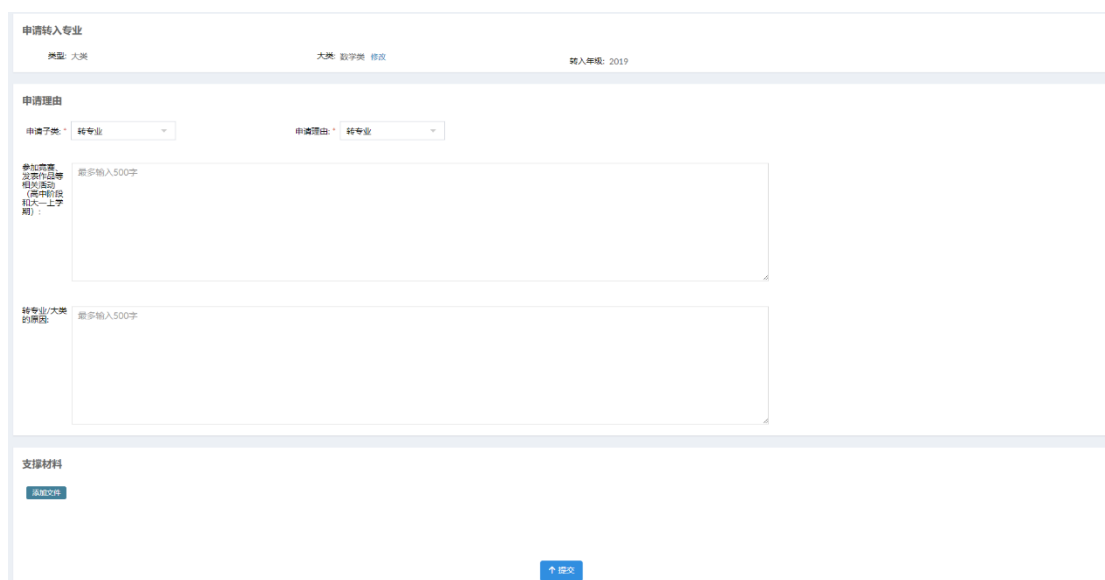 申请转入专业
类型: 大类 大类: 数学类 修改 转入年级: 2019
申请理由
申请子类: * 转专业 申请理由: * 转专业
参加竞赛、
发表作品等
相关活动
（高中阶段
和大一上学
期）:
最多输入500字
转专业/大类
的原因:
最多输入500字
支撑材料
添加文件
提交